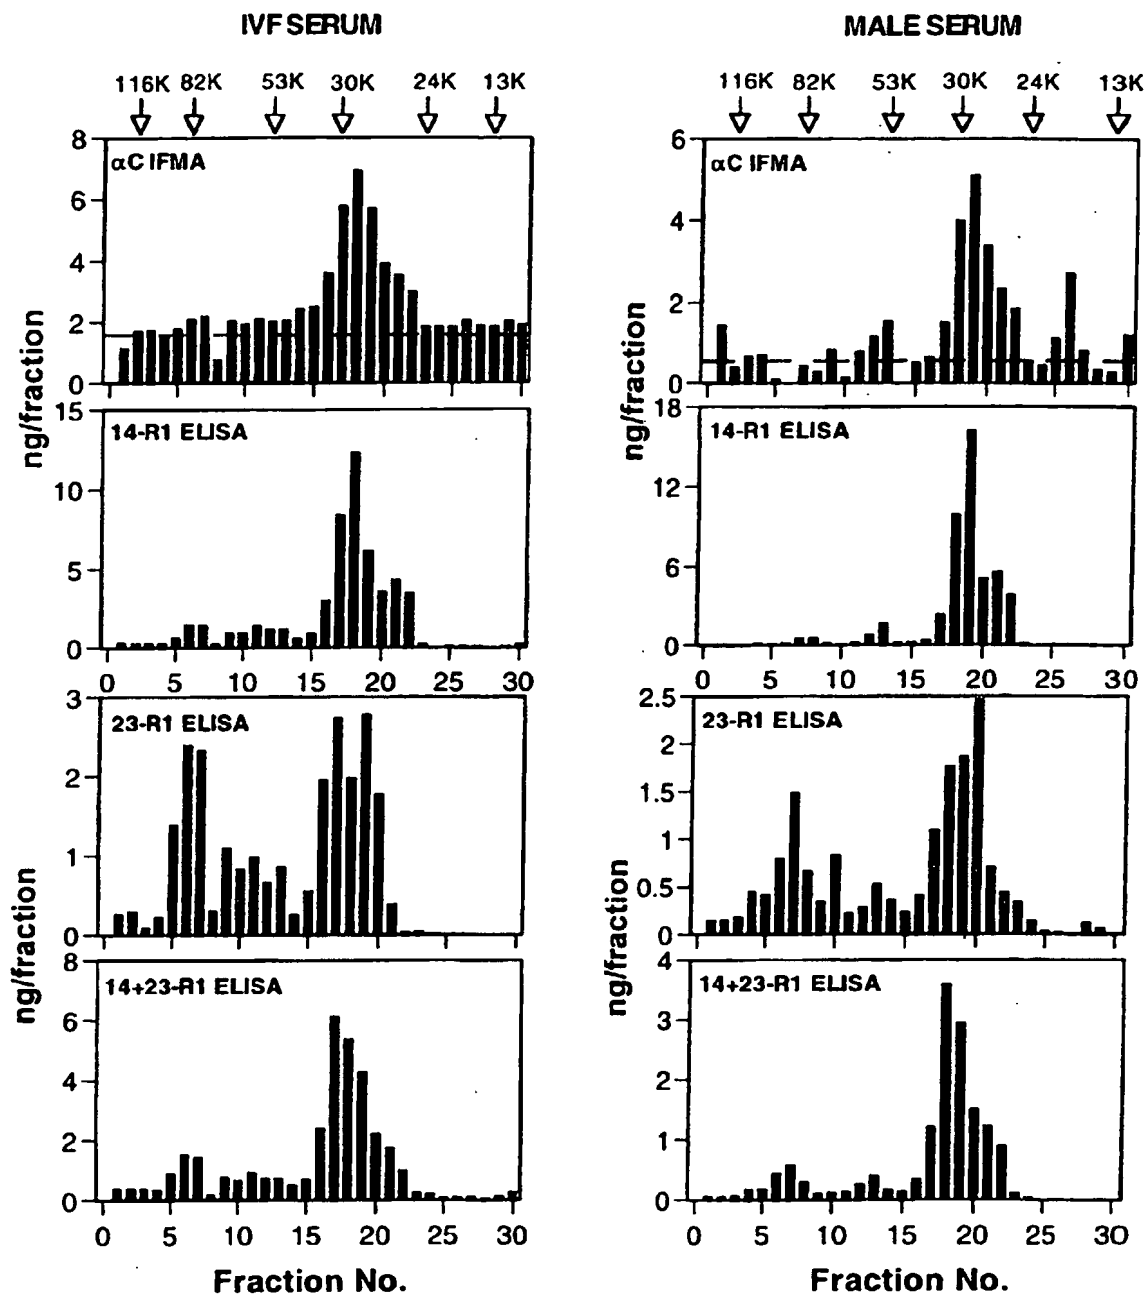 IVF SERUM
MALE SERUM
116K 82K 53K 30K 24K 13K
116K 82K 53K 30K 24K 13K
αC IFMA
8
6
4
2
0
αC IFMA
6
4
2
0
ng/fraction
ng/fraction
14-R1 ELISA
15
10
5
0
0 5 10 15 20 25 30
14-R1 ELISA
18
12
6
0
0 5 10 15 20 25 30
23-R1 ELISA
3
2
1
0
23-R1 ELISA
2.5
2
1.5
1
0.5
0
ng/fraction
ng/fraction
14+23-R1 ELISA
8
6
4
2
0
0 5 10 15 20 25 30
14+23-R1 ELISA
4
3
2
1
0
0 5 10 15 20 25 30
Fraction No.
Fraction No.